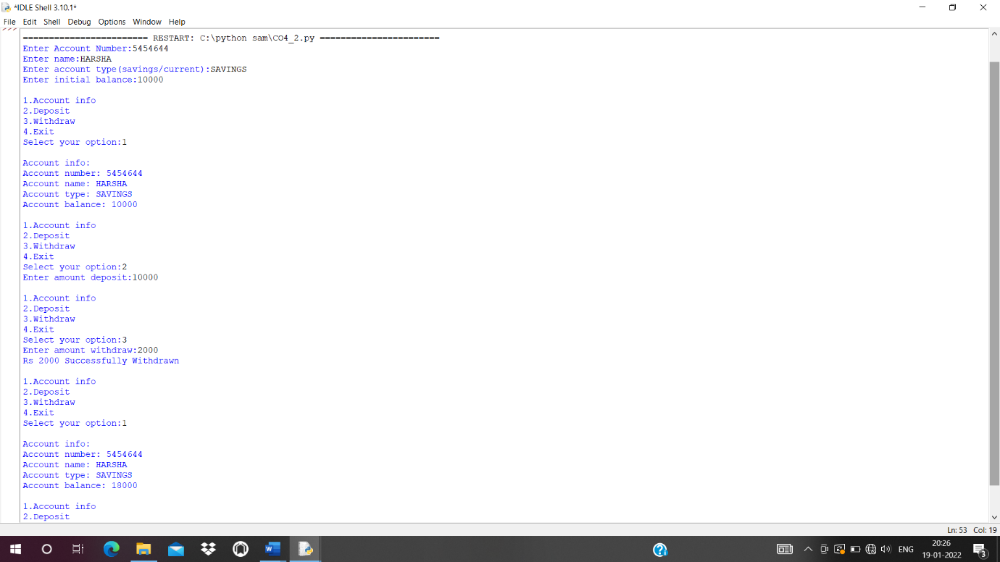 *IDLE Shell 3.10.1*
File Edit Shell Debug Options Window Help
>>>
======================== RESTART: C:\python sam\CO4_2.py =======================
Enter Account Number:5454644
Enter name:HARSHA
Enter account type(savings/current):SAVINGS
Enter initial balance:10000
1.Account info
2.Deposit
3.Withdraw
4.Exit
Select your option:1
Account info:
Account number: 5454644
Account name: HARSHA
Account type: SAVINGS
Account balance: 10000
1.Account info
2.Deposit
3.Withdraw
4.Exit
Select your option:2
Enter amount deposit:10000
1.Account info
2.Deposit
3.Withdraw
4.Exit
Select your option:3
Enter amount withdraw:2000
Rs 2000 Successfully Withdrawn
1.Account info
2.Deposit
3.Withdraw
4.Exit
Select your option:1
Account info:
Account number: 5454644
Account name: HARSHA
Account type: SAVINGS
Account balance: 18000
1.Account info
2.Deposit
Ln: 53 Col: 19
ENG
20:26
19-01-2022
3